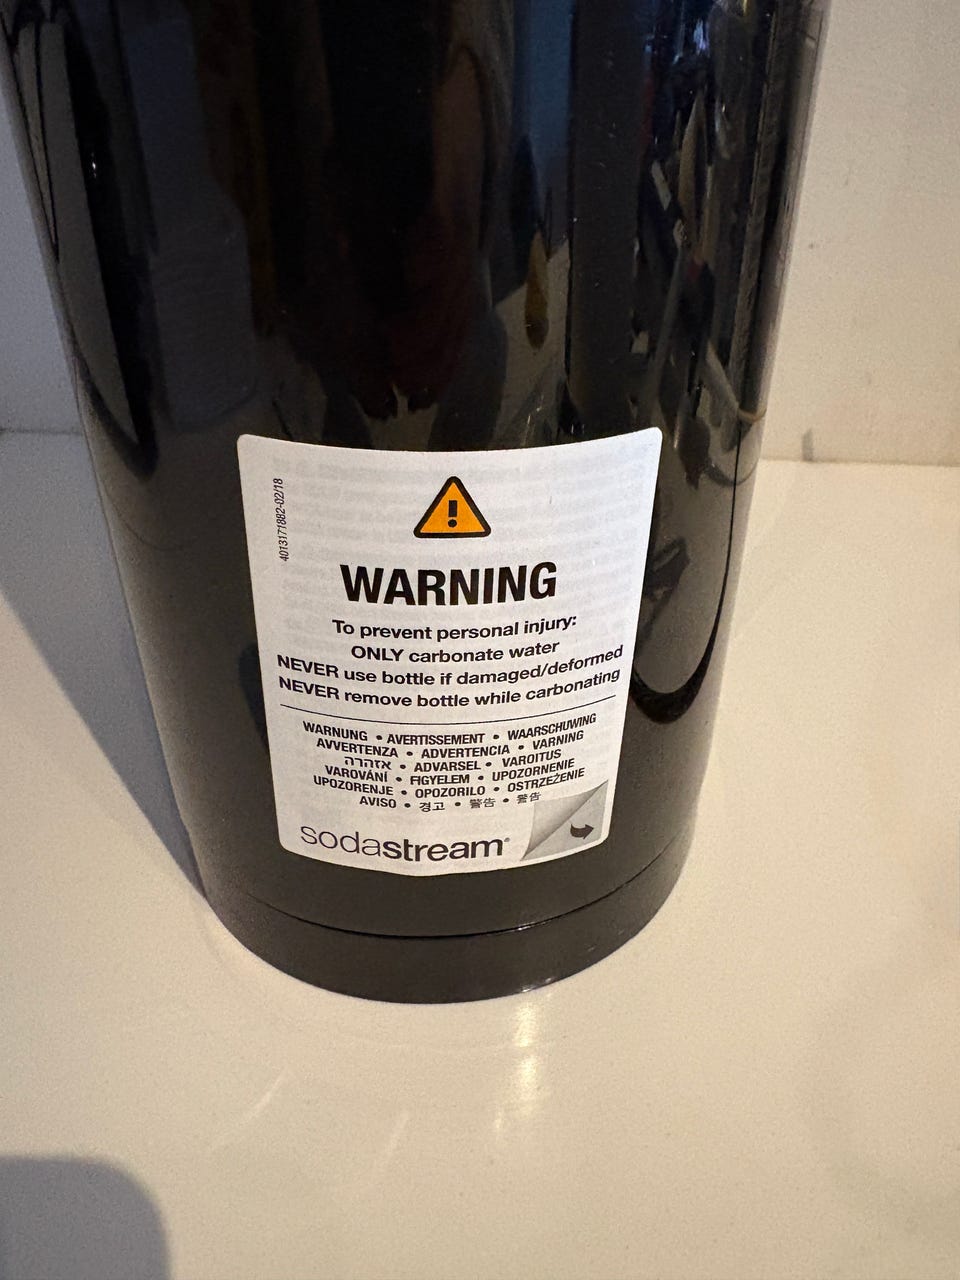 4013171882-02/18
WARNING
To prevent personal injury:
ONLY carbonate water
NEVER use bottle if damaged/deformed
NEVER remove bottle while carbonating
WARNUNG • AVERTISSEMENT • WAARSCHUWING
AVVERTENZA • ADVERTENCIA • VARNING
אזהרה • ADVARSEL • VAROITUS
VAROVÁNÍ • FIGYELEM • UPOZORNENIE
UPOZORENJE • OPOZORILO • OSTRZEŻENIE
AVISO • 경고 • 警告 • 警告
sodastream®